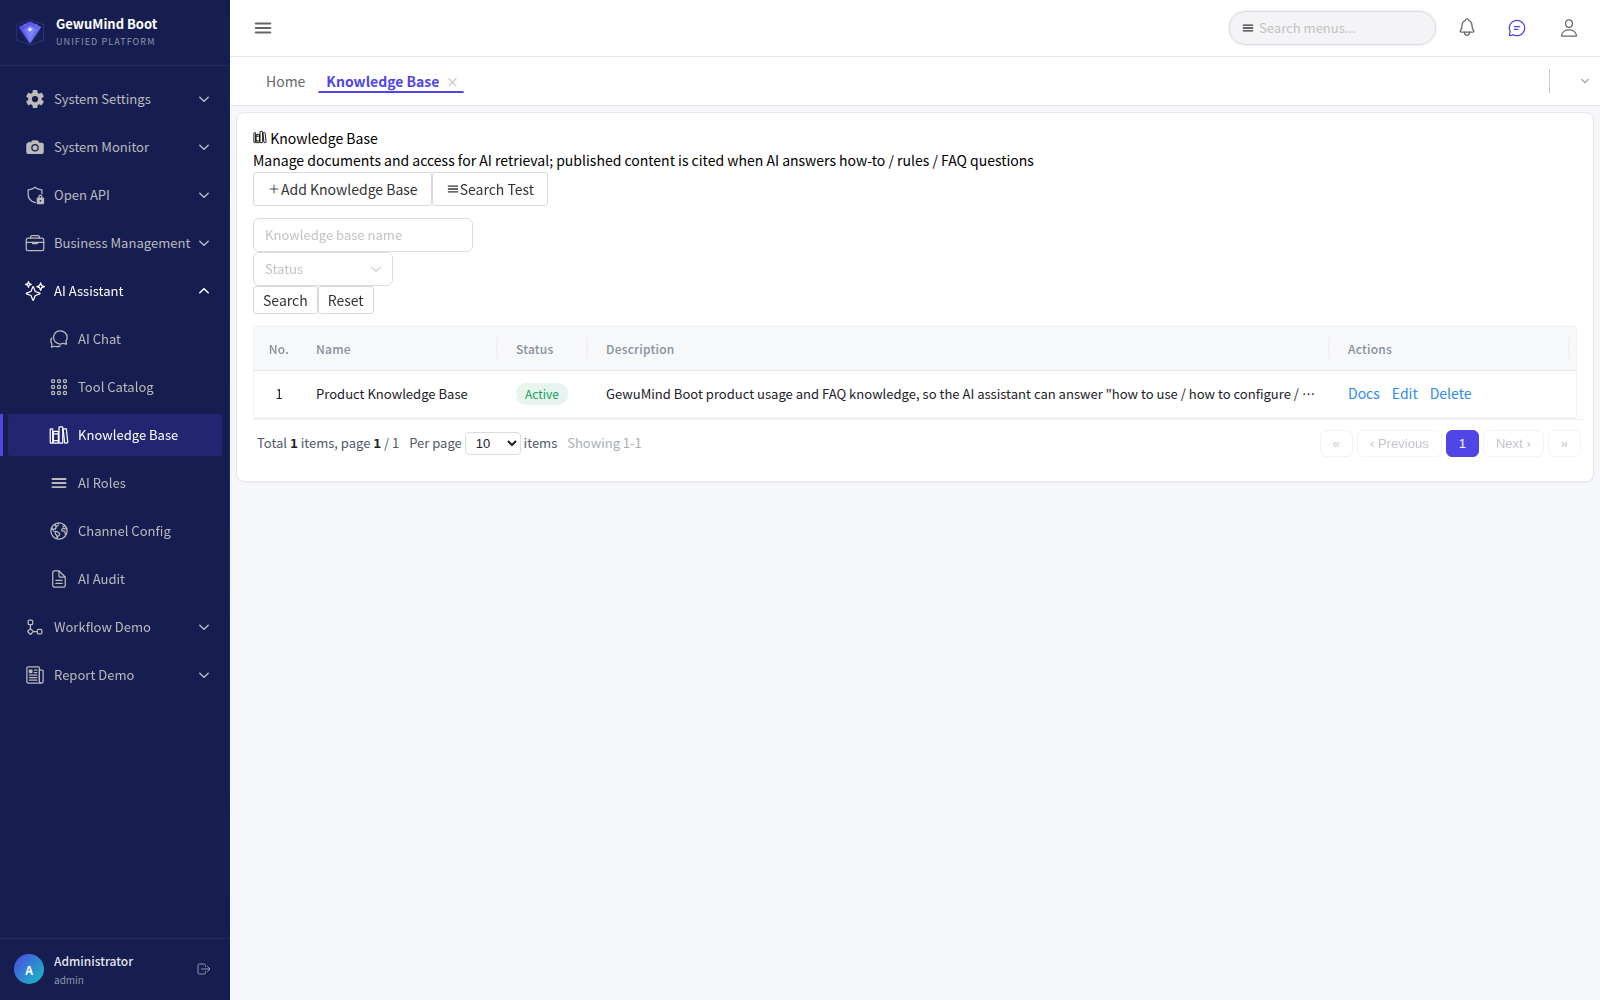 GewuMind Boot
UNIFIED PLATFORM
System Settings
System Monitor
Open API
Business Management
AI Assistant
AI Chat
Tool Catalog
Knowledge Base
AI Roles
Channel Config
AI Audit
Workflow Demo
Report Demo
A
Administrator
admin
Search menus...
Home
Knowledge Base
Knowledge Base
Manage documents and access for AI retrieval; published content is cited when AI answers how-to / rules / FAQ questions
+Add Knowledge Base
Search Test
Knowledge base name
Status
Search
Reset
No. Name Status Description Actions
1 Product Knowledge Base Active GewuMind Boot product usage and FAQ knowledge, so the AI assistant can answer "how to use / how to configure / ··· Docs Edit Delete
Total 1 items, page 1 / 1 Per page 10 items Showing 1-1
« ‹ Previous 1 Next › »